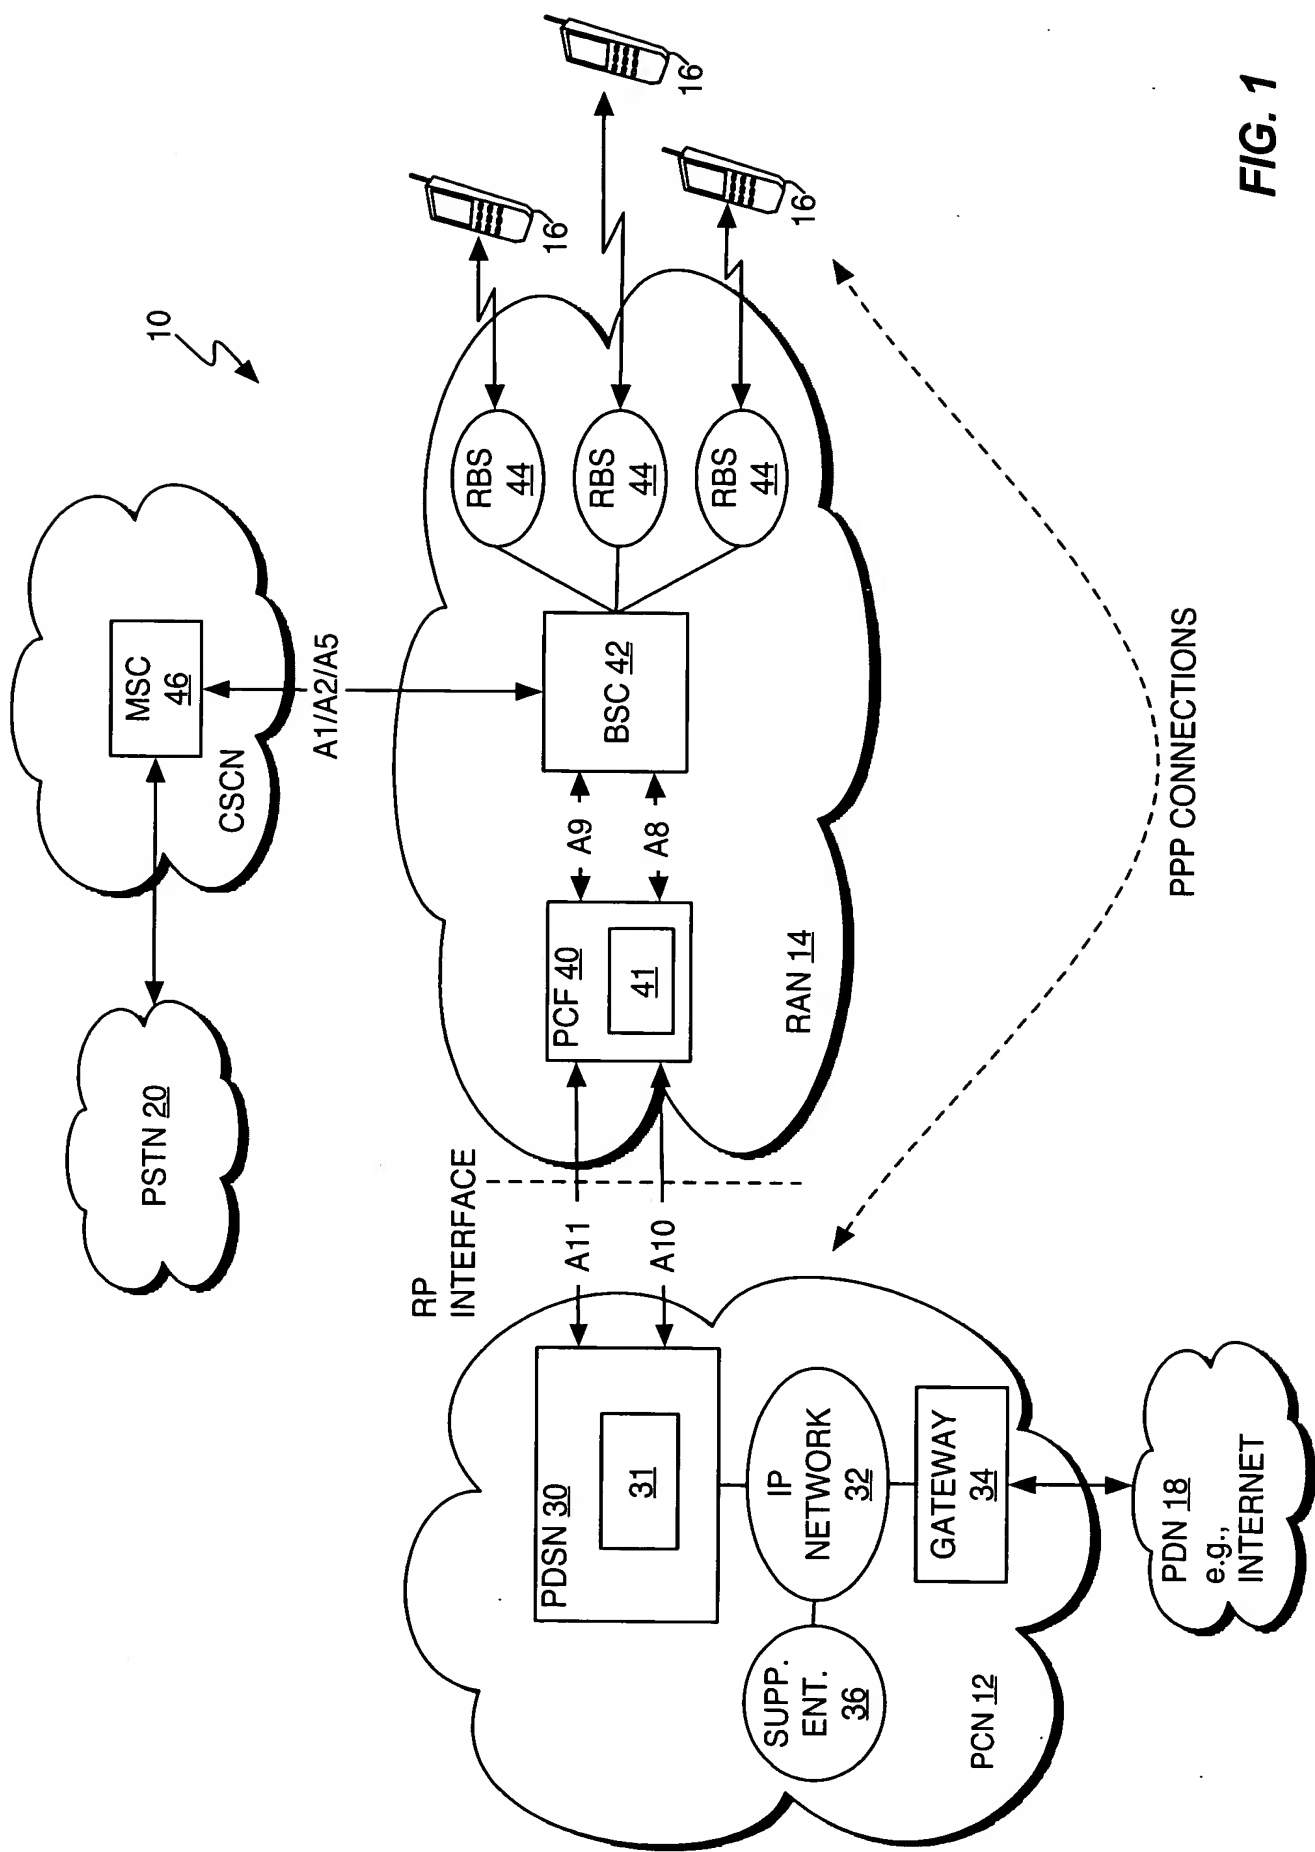 10
PSTN 20
MSC
46
CSCN
A1/A2/A5
RP
INTERFACE
PDSN 30
31
A11
A10
PCF 40
41
A9
A8
BSC 42
RBS
44
RBS
44
RBS
44
16
16
16
RAN 14
SUPP.
ENT.
36
IP
NETWORK
32
GATEWAY
34
PCN 12
PDN 18
e.g.,
INTERNET
PPP CONNECTIONS
FIG. 1